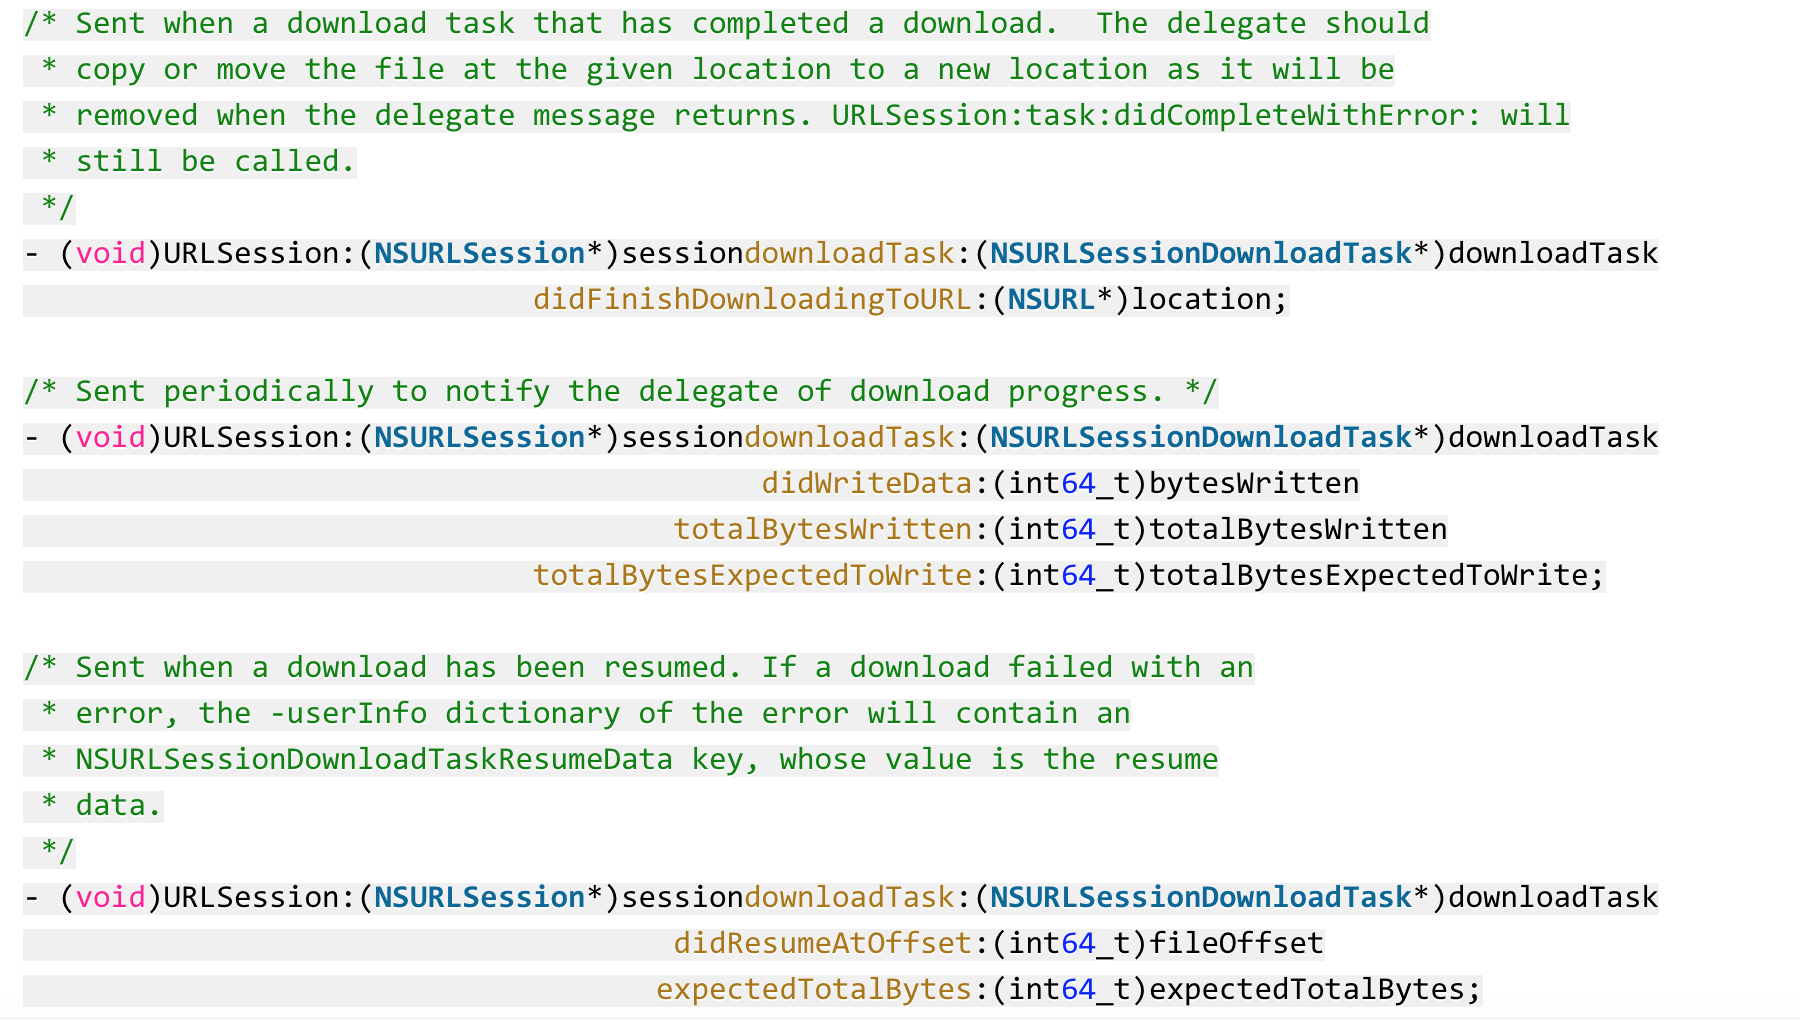 /* Sent when a download task that has completed a download.  The delegate should
 * copy or move the file at the given location to a new location as it will be
 * removed when the delegate message returns. URLSession:task:didCompleteWithError: will
 * still be called.
 */
- (void)URLSession:(NSURLSession*)sessiondownloadTask:(NSURLSessionDownloadTask*)downloadTask
                             didFinishDownloadingToURL:(NSURL*)location;

/* Sent periodically to notify the delegate of download progress. */
- (void)URLSession:(NSURLSession*)sessiondownloadTask:(NSURLSessionDownloadTask*)downloadTask
                                          didWriteData:(int64_t)bytesWritten
                                     totalBytesWritten:(int64_t)totalBytesWritten
                             totalBytesExpectedToWrite:(int64_t)totalBytesExpectedToWrite;

/* Sent when a download has been resumed. If a download failed with an
 * error, the -userInfo dictionary of the error will contain an
 * NSURLSessionDownloadTaskResumeData key, whose value is the resume
 * data.
 */
- (void)URLSession:(NSURLSession*)sessiondownloadTask:(NSURLSessionDownloadTask*)downloadTask
                                     didResumeAtOffset:(int64_t)fileOffset
                                    expectedTotalBytes:(int64_t)expectedTotalBytes;